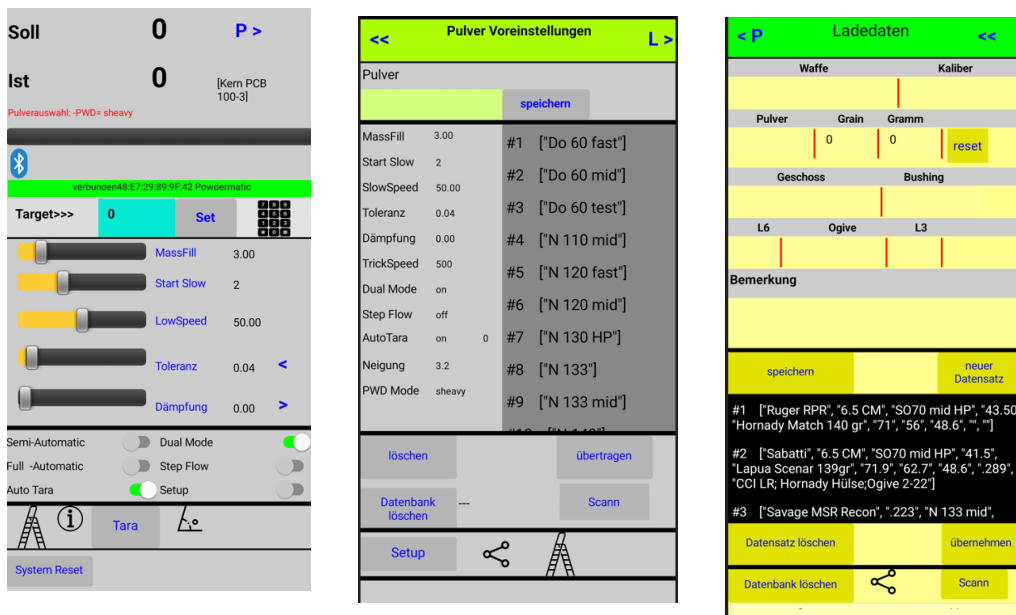 Soll 0 P >
Ist 0 [Kern PCB
100-3]
Pulverauswahl: -PWD= sheavy
verbunden48:E7:29:89:9F:42 Powdermatic
Target>>> 0 Set
7 8 9
4 5 6
1 2 3
0
MassFill 3.00
Start Slow 2
LowSpeed 50.00
Toleranz 0.04 <
Dämpfung 0.00 >
Semi-Automatic Dual Mode
Full -Automatic Step Flow
Auto Tara Setup
Tara
System Reset
<< Pulver Voreinstellungen L >
Pulver
speichern
MassFill 3.00
Start Slow 2
SlowSpeed 50.00
Toleranz 0.04
Dämpfung 0.00
TrickSpeed 500
Dual Mode on
Step Flow off
AutoTara on 0
Neigung 3.2
PWD Mode sheavy
#1 ["Do 60 fast"]
#2 ["Do 60 mid"]
#3 ["Do 60 test"]
#4 ["N 110 mid"]
#5 ["N 120 fast"]
#6 ["N 120 mid"]
#7 ["N 130 HP"]
#8 ["N 133"]
#9 ["N 133 mid"]
löschen übertragen
Datenbank
löschen --- Scann
Setup
< P Ladedaten <<
Waffe Kaliber
Pulver Grain Gramm
0 0 reset
Geschoss Bushing
L6 Ogive L3
Bemerkung
speichern neuer
Datensatz
#1 ["Ruger RPR", "6.5 CM", "SO70 mid HP", "43.50
"Hornady Match 140 gr", "71", "56", "48.6", "", "]
#2 ["Sabatti", "6.5 CM", "SO70 mid HP", "41.5",
"Lapua Scenar 139gr", "71.9", "62.7", "48.6", ".289",
"CCI LR; Hornady Hülse;Ogive 2-22"]
#3 ["Savage MSR Recon", ".223", "N 133 mid",
Datensatz löschen übernehmen
Datenbank löschen Scann